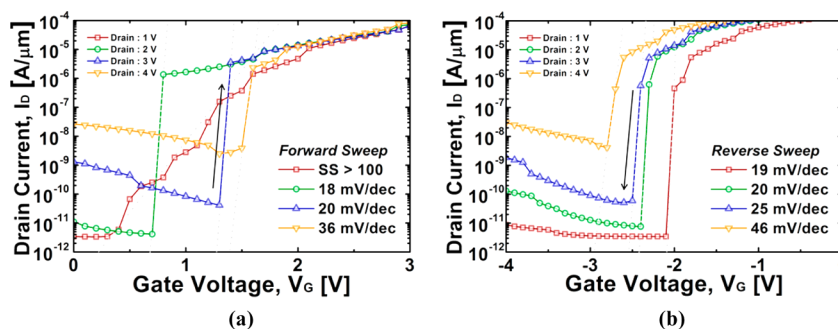 Drain Current, I_D [A/μm]
10^-4
10^-5
10^-6
10^-7
10^-8
10^-9
10^-10
10^-11
10^-12
Drain : 1 V
Drain : 2 V
Drain : 3 V
Drain : 4 V
Forward Sweep
SS > 100
18 mV/dec
20 mV/dec
36 mV/dec
0 1 2 3
Gate Voltage, V_G [V]
(a)
Drain Current, I_D [A/μm]
10^-4
10^-5
10^-6
10^-7
10^-8
10^-9
10^-10
10^-11
10^-12
Drain : 1 V
Drain : 2 V
Drain : 3 V
Drain : 4 V
Reverse Sweep
19 mV/dec
20 mV/dec
25 mV/dec
46 mV/dec
-4 -3 -2 -1
Gate Voltage, V_G [V]
(b)